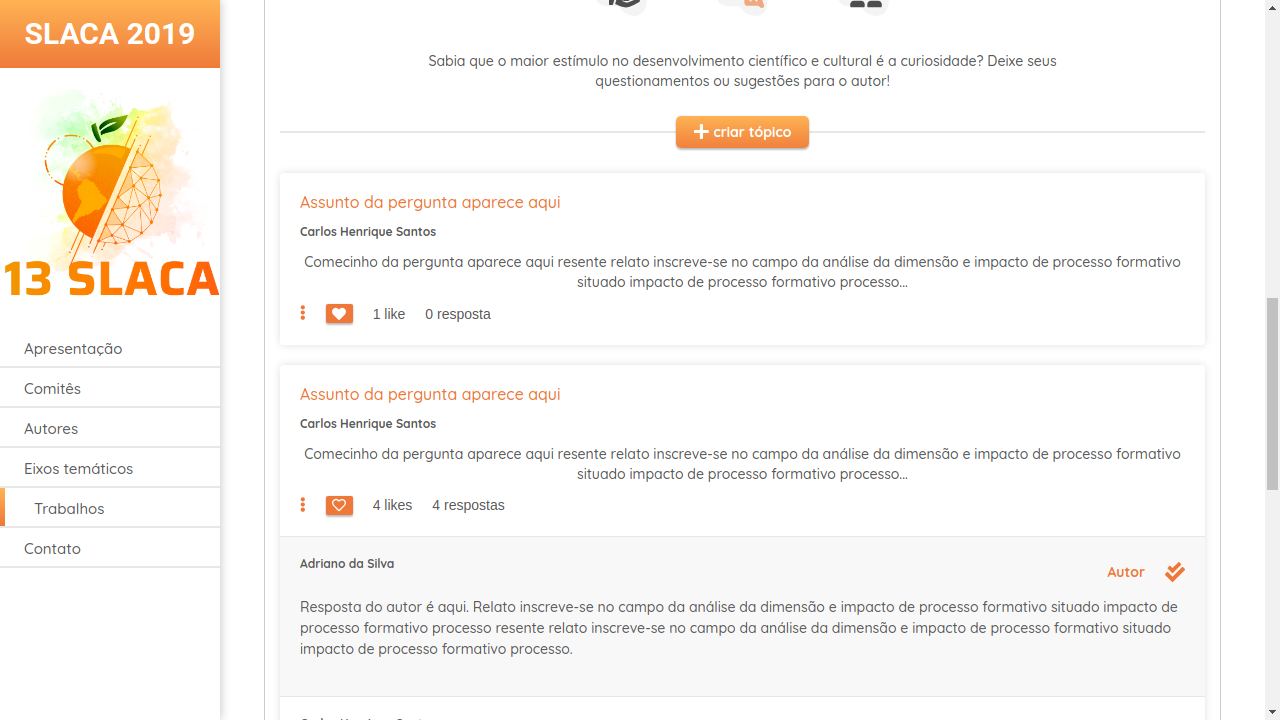 SLACA 2019
13 SLACA
Apresentação
Comitês
Autores
Eixos temáticos
Trabalhos
Contato
Sabia que o maior estímulo no desenvolvimento científico e cultural é a curiosidade? Deixe seus
questionamentos ou sugestões para o autor!
criar tópico
Assunto da pergunta aparece aqui
Carlos Henrique Santos
Comecinho da pergunta aparece aqui resente relato inscreve-se no campo da análise da dimensão e impacto de processo formativo
situado impacto de processo formativo processo...
1 like 0 resposta
Assunto da pergunta aparece aqui
Carlos Henrique Santos
Comecinho da pergunta aparece aqui resente relato inscreve-se no campo da análise da dimensão e impacto de processo formativo
situado impacto de processo formativo processo...
4 likes 4 respostas
Adriano da Silva
Autor
Resposta do autor é aqui. Relato inscreve-se no campo da análise da dimensão e impacto de processo formativo situado impacto de
processo formativo processo resente relato inscreve-se no campo da análise da dimensão e impacto de processo formativo situado
impacto de processo formativo processo.